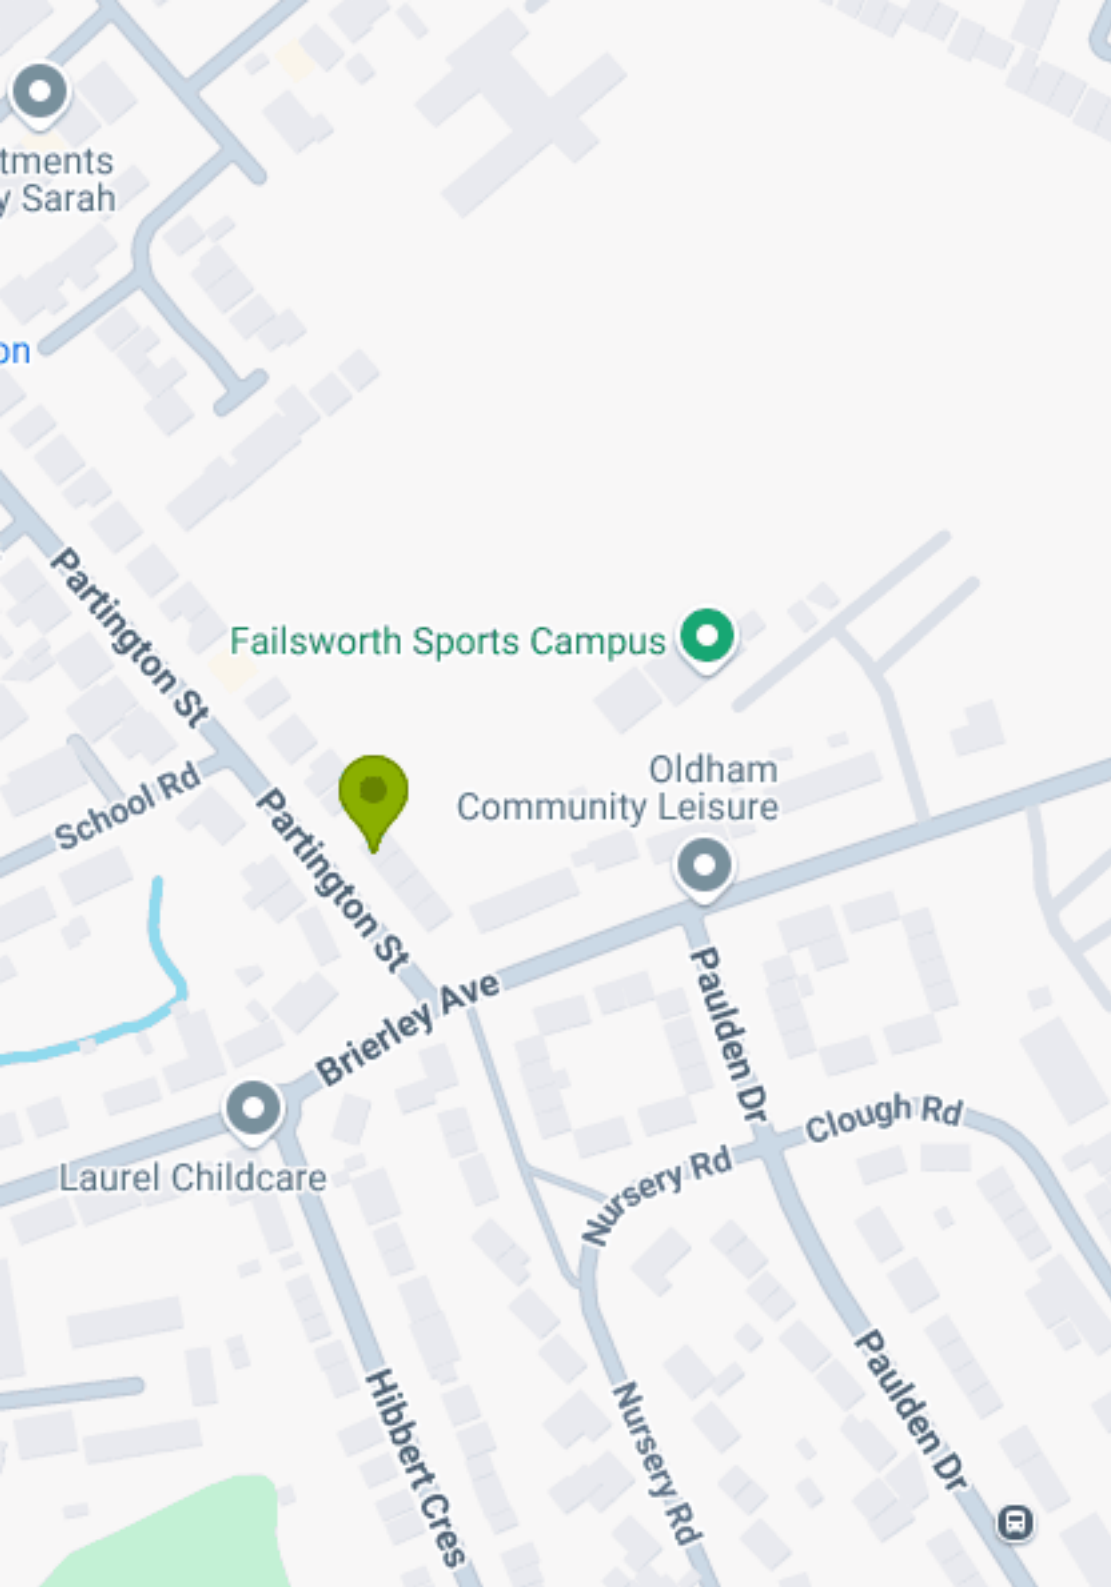 tments
y Sarah
on
Partington St
Failsworth Sports Campus
School Rd
Oldham
Community Leisure
Partington St
Brierley Ave
Paulden Dr
Clough Rd
Laurel Childcare
Nursery Rd
Paulden Dr
Hibbert Cres
Nursery Rd